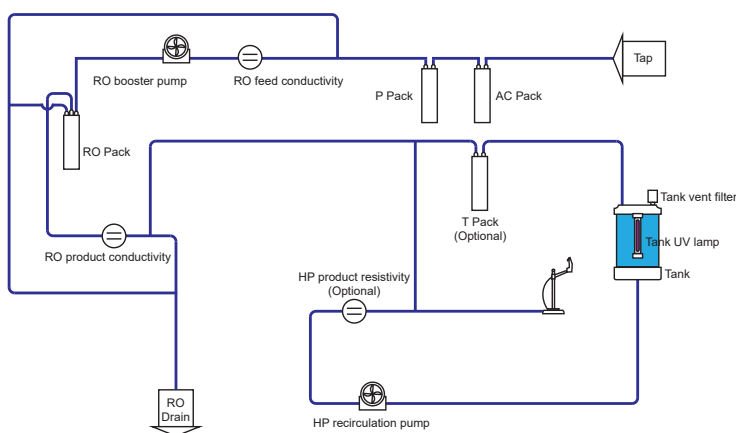 Tap
RO booster pump
RO feed conductivity
P Pack
AC Pack
RO Pack
Tank vent filter
T Pack
(Optional)
Tank UV lamp
RO product conductivity
HP product resistivity
(Optional)
Tank
RO
Drain
HP recirculation pump